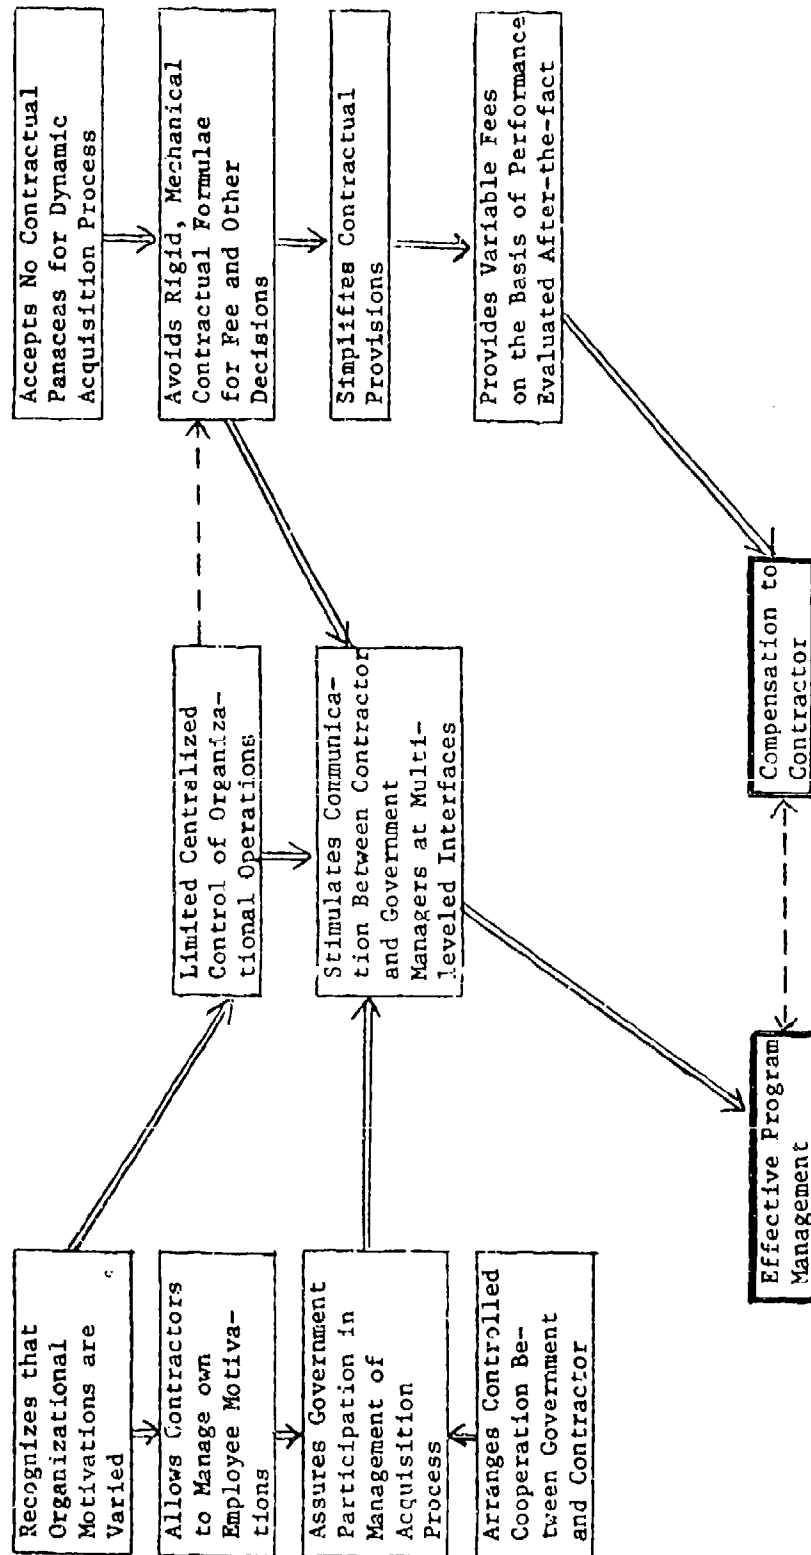 Recognizes that
Organizational
Motivations are
Varied
Allows Contractors
to Manage own
Employee Motiva-
tions
Assures Government
Participation in
Management of
Acquisition
Process
Arranges Controlled
Cooperation Be-
tween Government
and Contractor
Limited Centralized
Control of Organiza-
tional Operations
Stimulates Communica-
tion Between Contractor
and Government
Managers at Multi-
leveled Interfaces
Accepts No Contractual
Panaceas for Dynamic
Acquisition Process
Avoids Rigid, Mechanical
Contractual Formulae
for Fee and Other
Decisions
Simplifies Contractual
Provisions
Provides Variable Fees
on the Basis of Performance
Evaluated After-the-fact
Effective Program
Management
Compensation to
Contractor